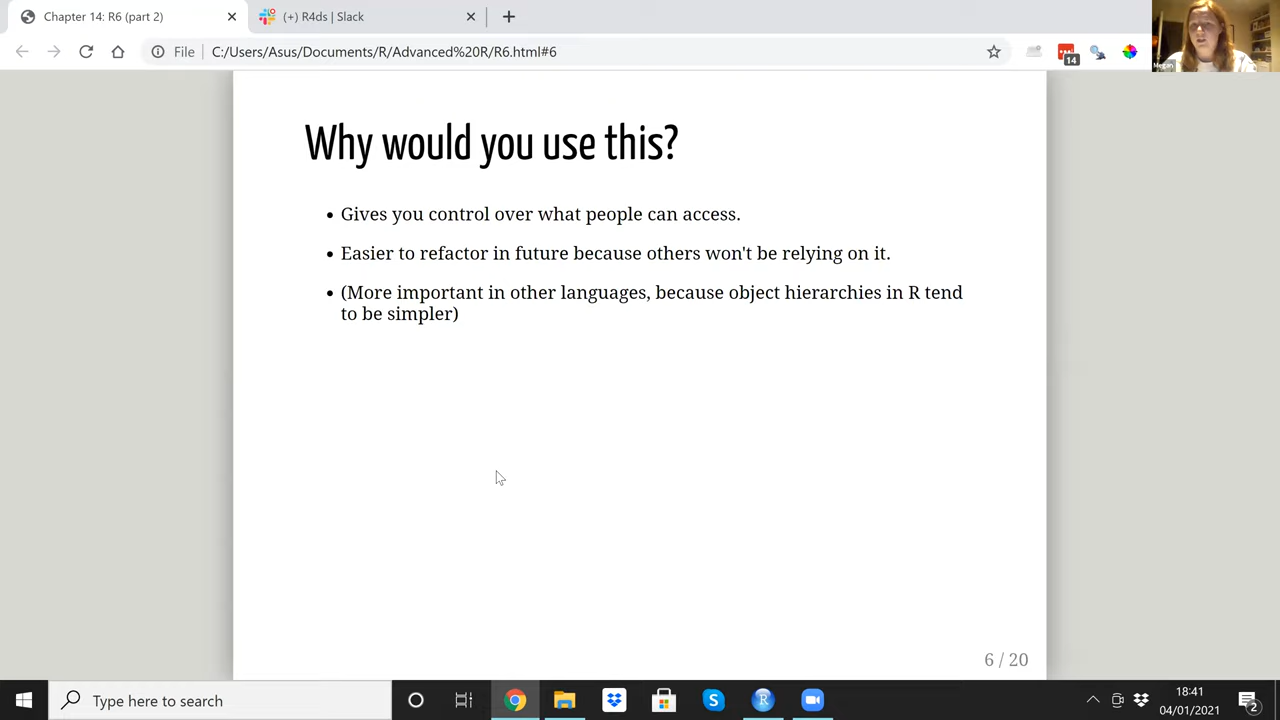 Chapter 14: R6 (part 2)
(+) R4ds | Slack
File
C:/Users/Asus/Documents/R/Advanced%20R/R6.html#6
14
Megan
Why would you use this?
• Gives you control over what people can access.
• Easier to refactor in future because others won't be relying on it.
• (More important in other languages, because object hierarchies in R tend
to be simpler)
6 / 20
Type here to search
S
R
18:41
04/01/2021
2